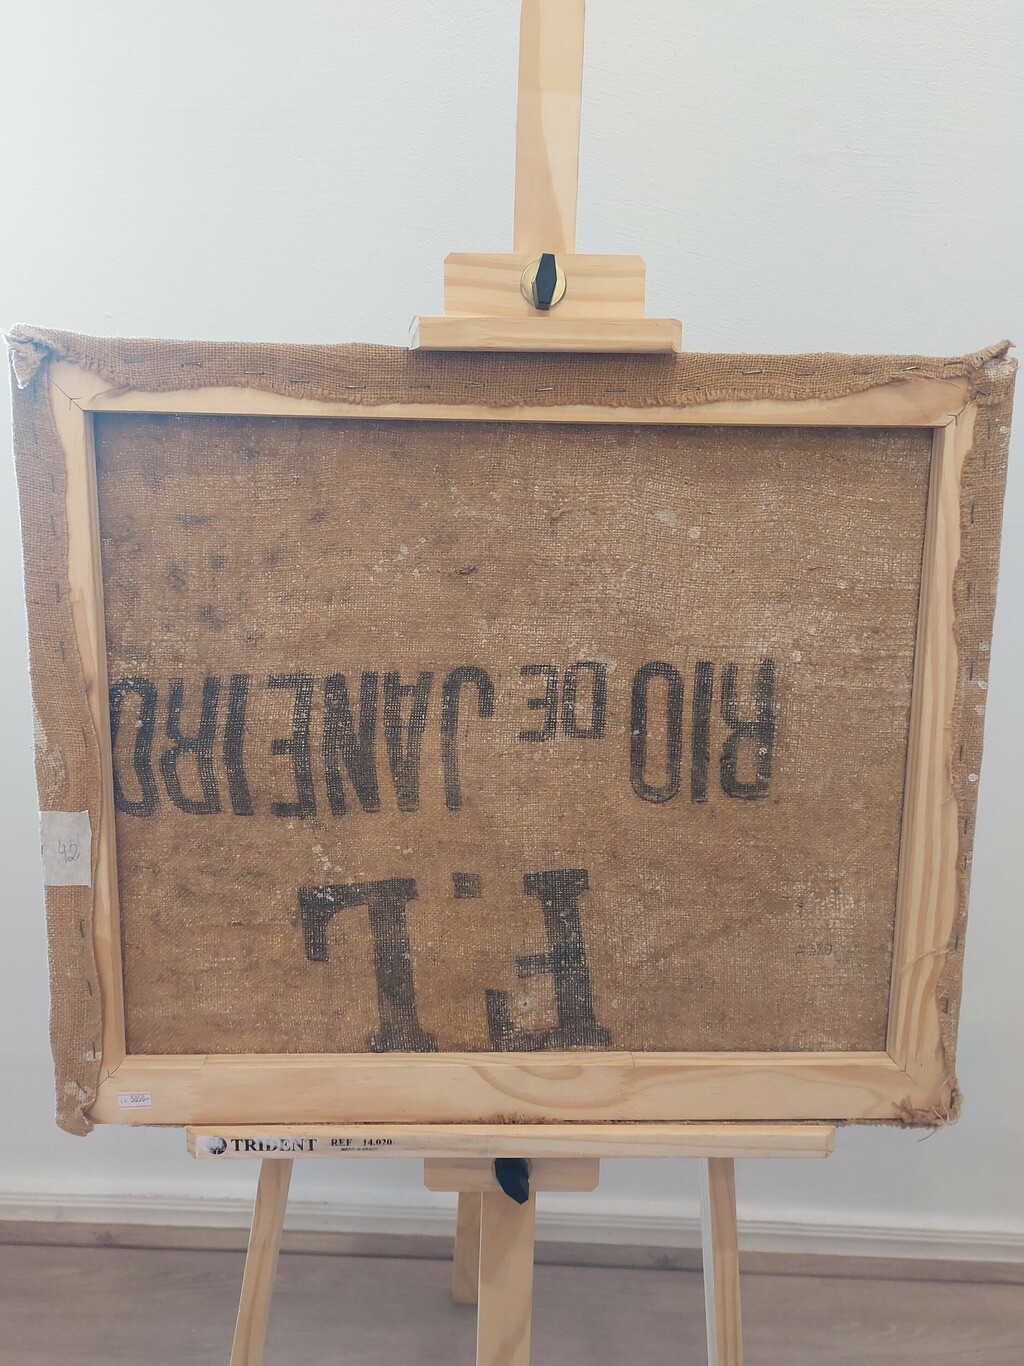 F.L
RIO DE JANEIRO
42
TRIDENT REF 14.020